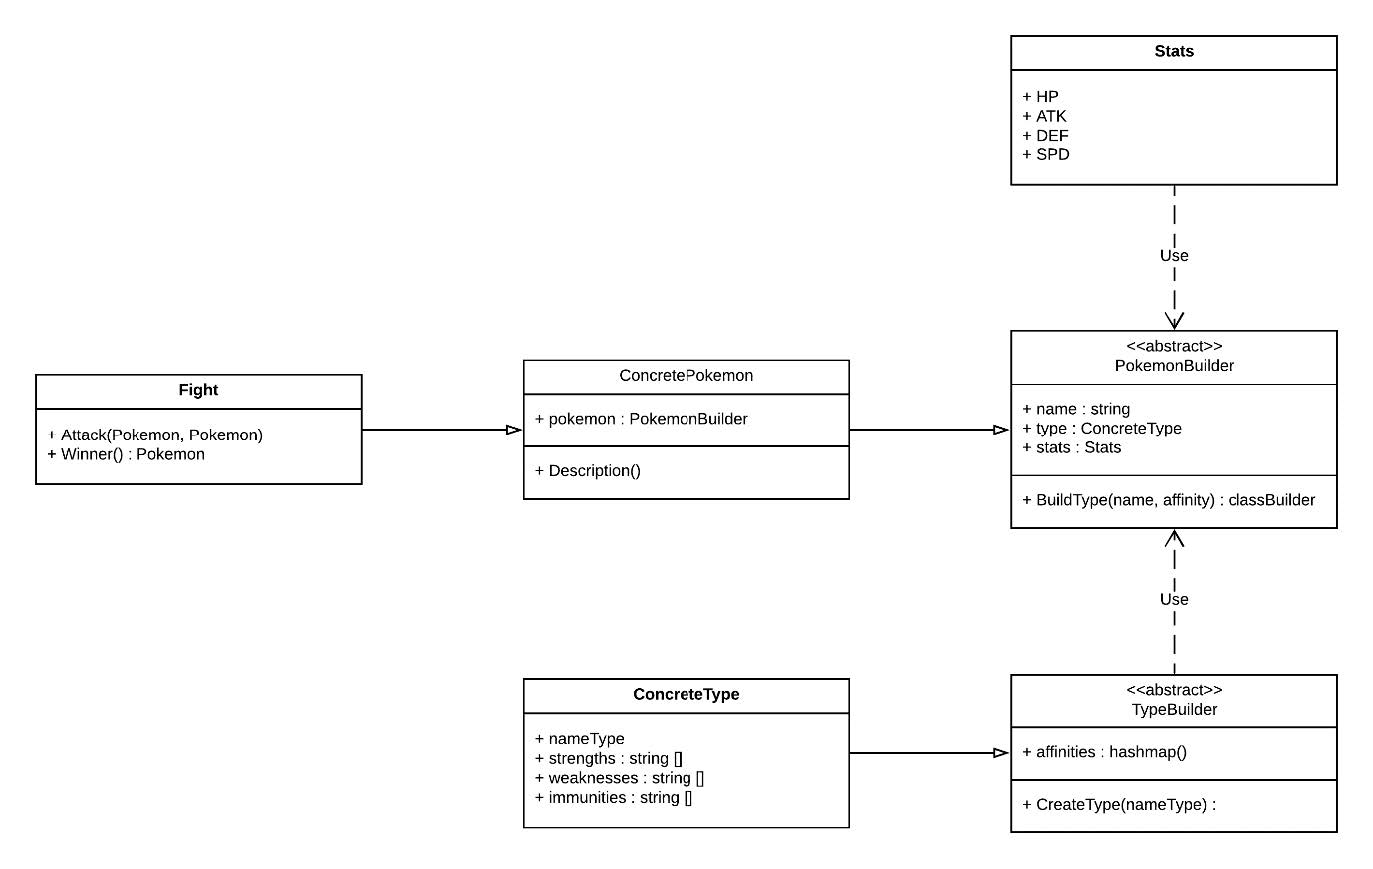 Stats
+ HP
+ ATK
+ DEF
+ SPD
Use
<<abstract>>
PokemonBuilder
+ name : string
+ type : ConcreteType
+ stats : Stats
+ BuildType(name, affinity) : classBuilder
Fight
+ Attack(Pokemon, Pokemon)
+ Winner() : Pokemon
ConcretePokemon
+ pokemon : PokemonBuilder
+ Description()
Use
ConcreteType
+ nameType
+ strengths : string []
+ weaknesses : string []
+ immunities : string []
<<abstract>>
TypeBuilder
+ affinities : hashmap()
+ CreateType(nameType) :